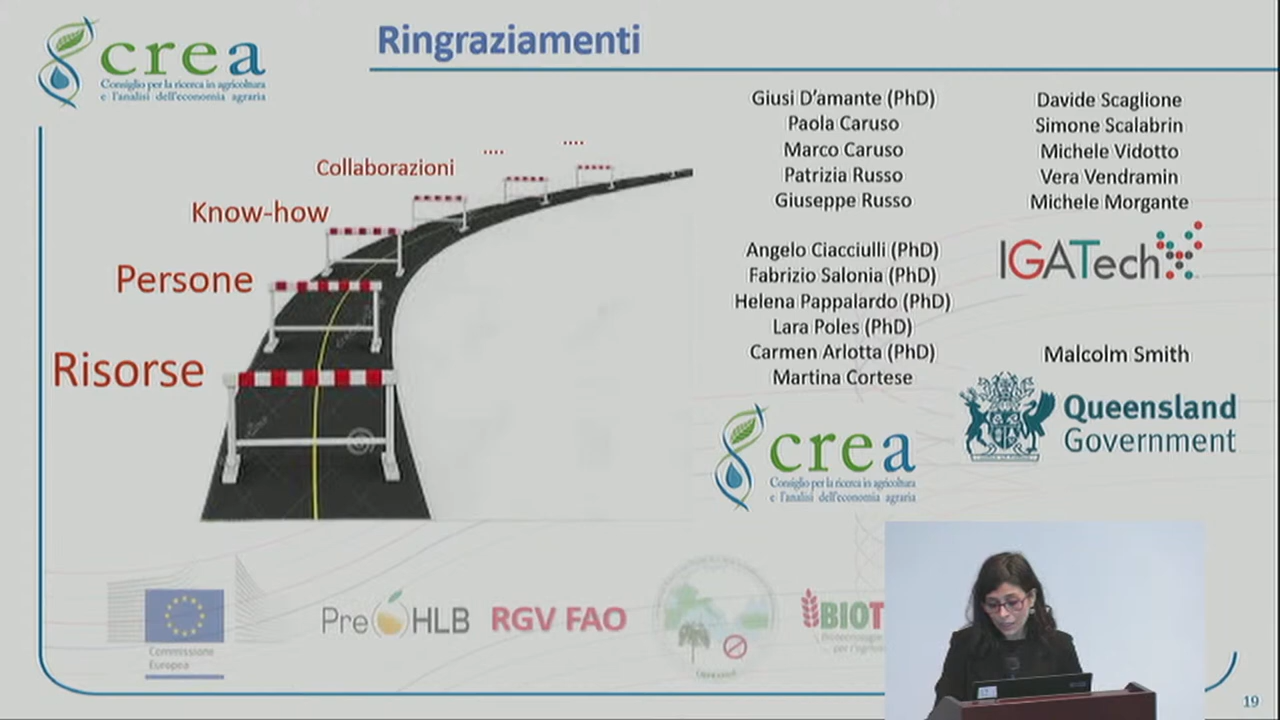 crea
Consiglio per la ricerca in agricoltura
e l'analisi dell'economia agraria
Ringraziamenti
Collaborazioni
....
....
Know-how
Persone
Risorse
Giusi D'amante (PhD)
Paola Caruso
Marco Caruso
Patrizia Russo
Giuseppe Russo
Angelo Ciacciulli (PhD)
Fabrizio Salonia (PhD)
Helena Pappalardo (PhD)
Lara Poles (PhD)
Carmen Arlotta (PhD)
Martina Cortese
crea
Consiglio per la ricerca in agricoltura
e l'analisi dell'economia agraria
Davide Scaglione
Simone Scalabrin
Michele Vidotto
Vera Vendramin
Michele Morgante
IGATech
Malcolm Smith
Queensland
Government
Commissione
Europea
Pre HLB
RGV FAO
BIOT
19